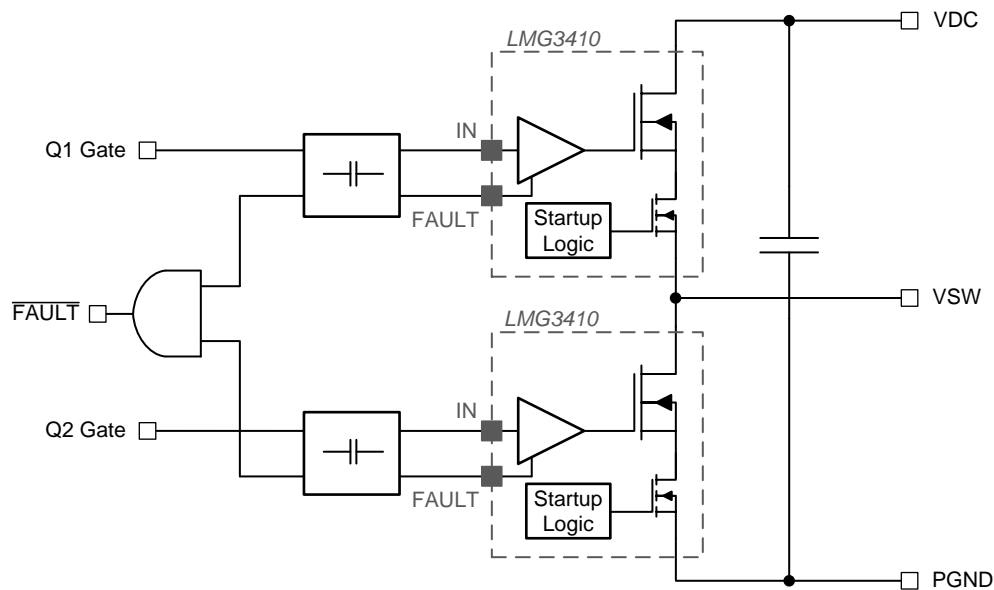 LMG3410
VDC
IN
Q1 Gate
FAULT
Startup
Logic
FAULT
VSW
LMG3410
IN
Q2 Gate
FAULT
Startup
Logic
PGND